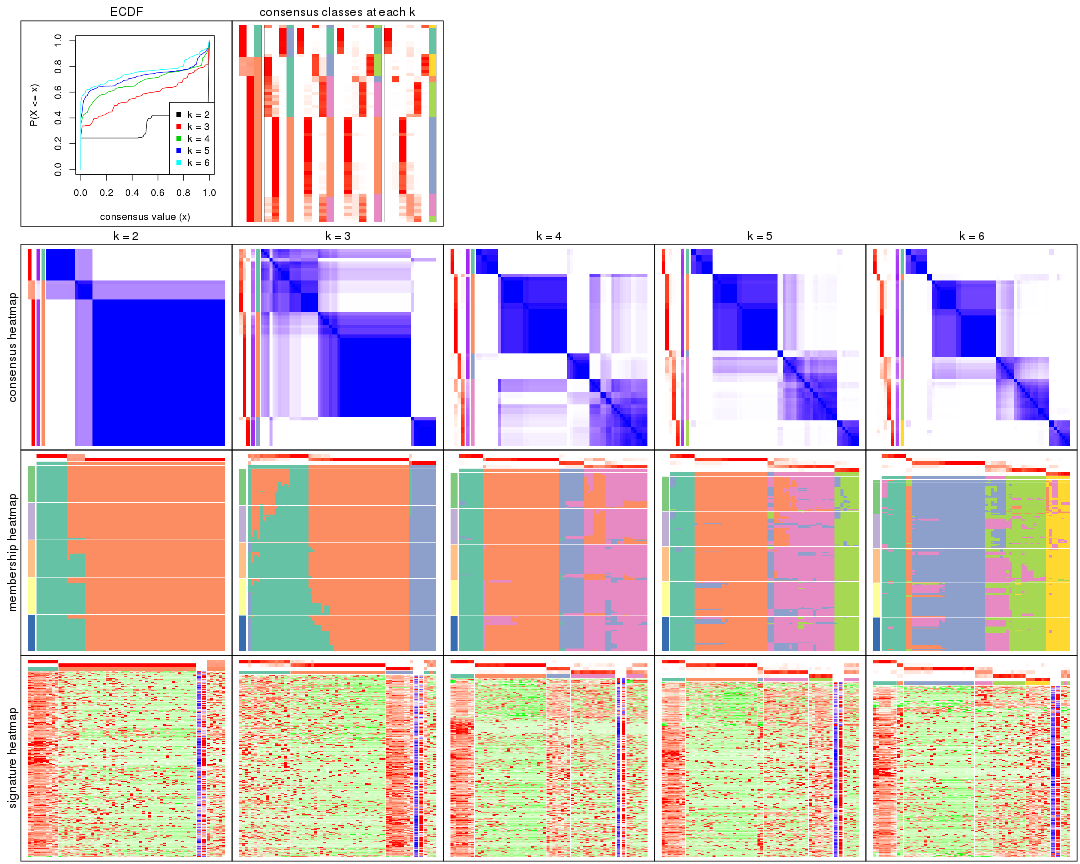 ECDF
consensus classes at each k
P(X <= x)
0.0
0.2
0.4
0.6
0.8
1.0
k = 2
k = 3
k = 4
k = 5
k = 6
0.0 0.2 0.4 0.6 0.8 1.0
consensus value (x)
k = 2
k = 3
k = 4
k = 5
k = 6
consensus heatmap
membership heatmap
signature heatmap